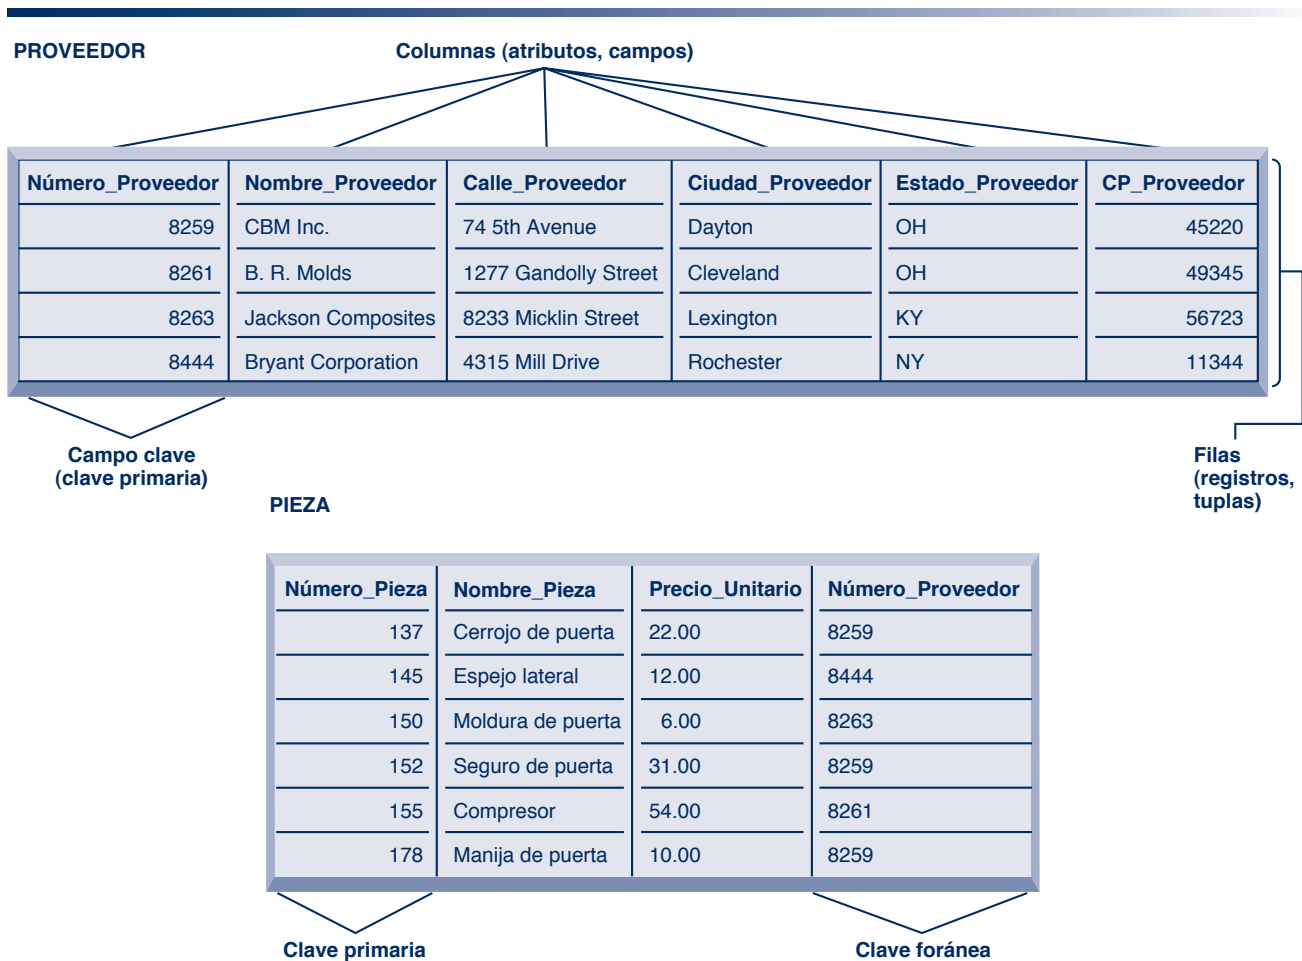 PROVEEDOR
Columnas (atributos, campos)
Número_Proveedor Nombre_Proveedor Calle_Proveedor Ciudad_Proveedor Estado_Proveedor CP_Proveedor
8259 CBM Inc. 74 5th Avenue Dayton OH 45220
8261 B. R. Molds 1277 Gandolly Street Cleveland OH 49345
8263 Jackson Composites 8233 Micklin Street Lexington KY 56723
8444 Bryant Corporation 4315 Mill Drive Rochester NY 11344
Campo clave
(clave primaria)
Filas
(registros,
tuplas)
PIEZA
Número_Pieza Nombre_Pieza Precio_Unitario Número_Proveedor
137 Cerrojo de puerta 22.00 8259
145 Espejo lateral 12.00 8444
150 Moldura de puerta 6.00 8263
152 Seguro de puerta 31.00 8259
155 Compresor 54.00 8261
178 Manija de puerta 10.00 8259
Clave primaria
Clave foránea